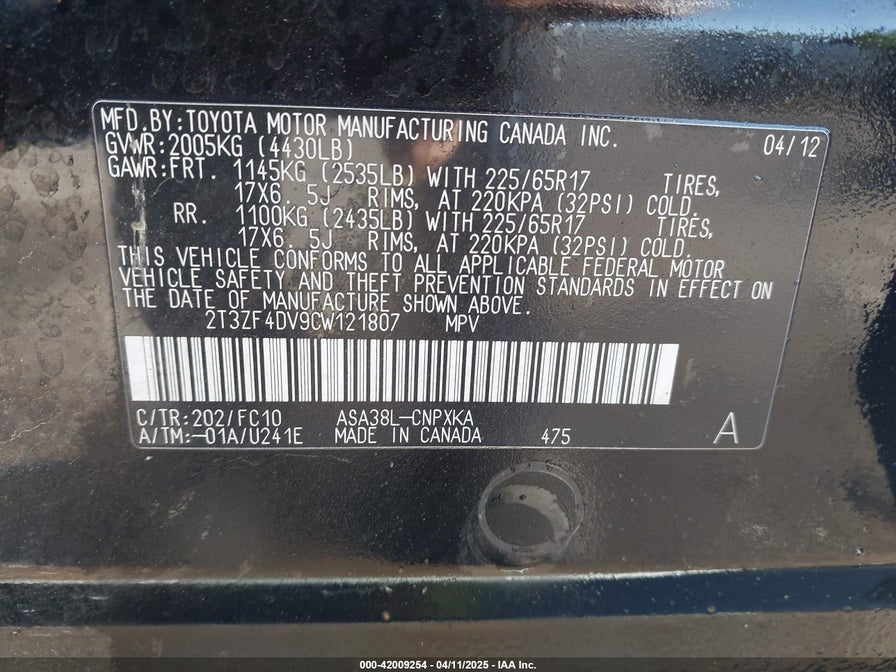 MFD.BY:TOYOTA MOTOR MANUFACTURING CANADA INC. 04/12
GVWR:2005KG (4430LB)
GAWR:FRT. 1145KG (2535LB) WITH 225/65R17 TIRES,
17X6.5J RIMS, AT 220KPA (32PSI) COLD.
RR. 1100KG (2435LB) WITH 225/65R17 TIRES,
17X6.5J RIMS, AT 220KPA (32PSI) COLD.
THIS VEHICLE CONFORMS TO ALL APPLICABLE FEDERAL MOTOR
VEHICLE SAFETY AND THEFT PREVENTION STANDARDS IN EFFECT ON
THE DATE OF MANUFACTURE SHOWN ABOVE.
2T3ZF4DV9CW121807 MPV
C/TR:202/FC10 ASA38L-CNPXKA
A/TM:-01A/U241E MADE IN CANADA 475 A
000-42009254 - 04/11/2025 - IAA Inc.